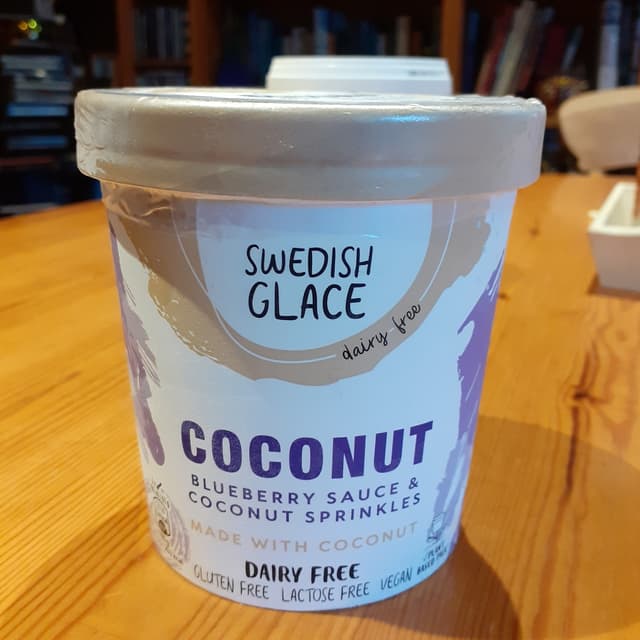 SWEDISH
GLACE
dairy free
COCONUT
BLUEBERRY SAUCE &
COCONUT SPRINKLES
MADE WITH COCONUT
DAIRY FREE
GLUTEN FREE LACTOSE FREE VEGAN